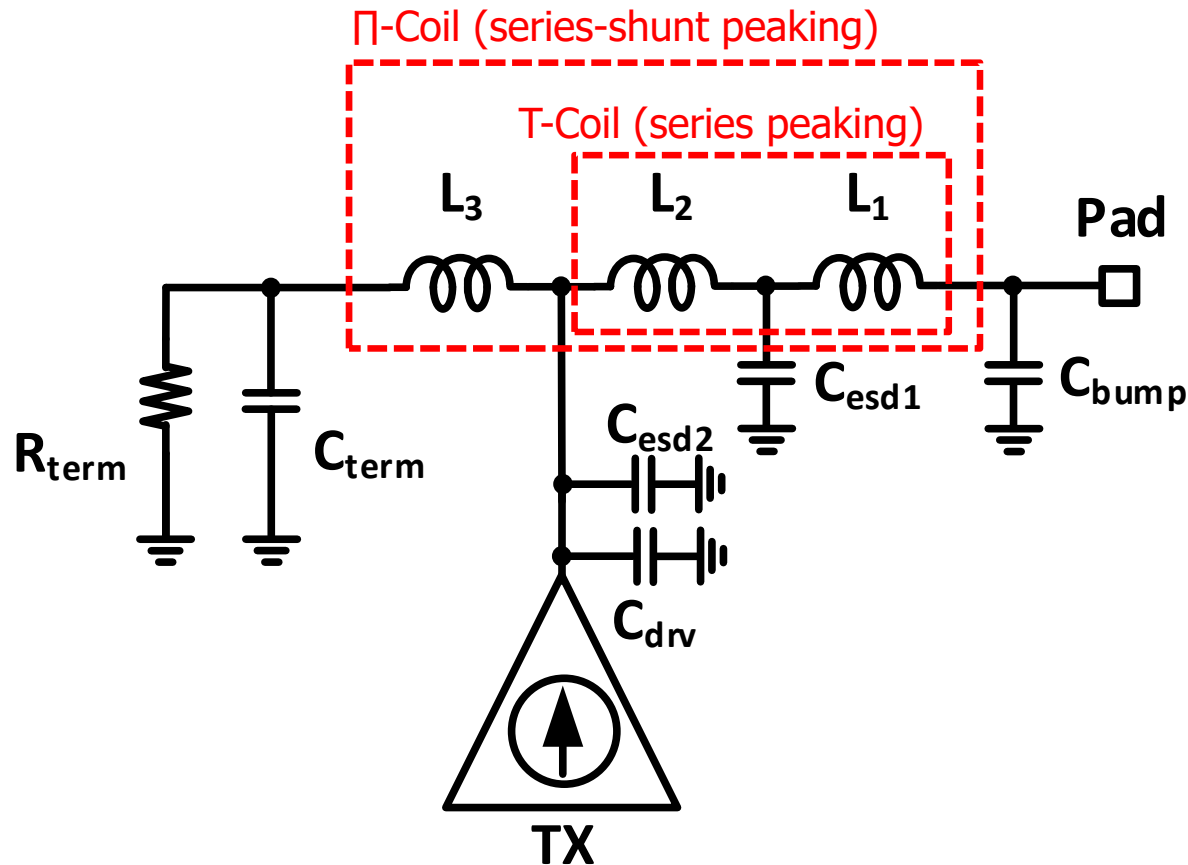 ∏-Coil (series-shunt peaking)
T-Coil (series peaking)
L3
L2
L1
Pad
Cesd1
Cbump
Rterm
Cterm
Cesd2
Cdrv
TX